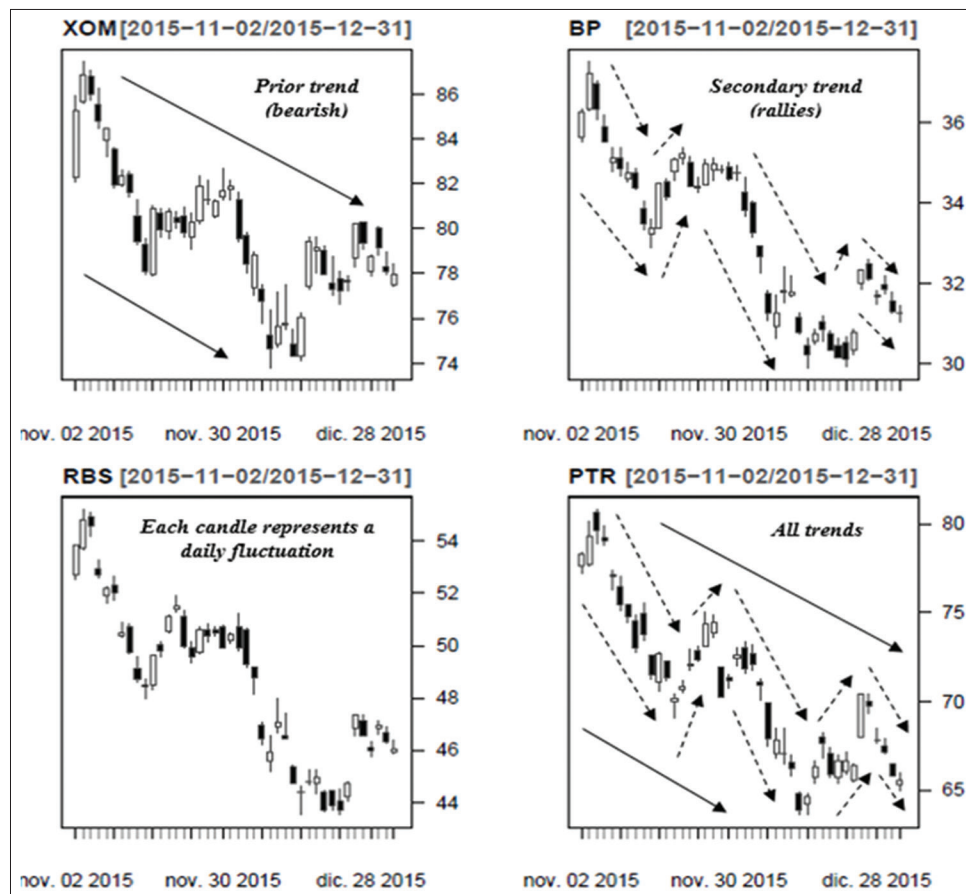 XOM [2015−11−02/2015−12−31]
Prior trend
(bearish)
86
84
82
80
78
76
74
nov. 02 2015 nov. 30 2015 dic. 28 2015
BP [2015−11−02/2015−12−31]
Secondary trend
(rallies)
36
34
32
30
nov. 02 2015 nov. 30 2015 dic. 28 2015
RBS [2015−11−02/2015−12−31]
Each candle represents a
daily fluctuation
54
52
50
48
46
44
nov. 02 2015 nov. 30 2015 dic. 28 2015
PTR [2015−11−02/2015−12−31]
All trends
80
75
70
65
nov. 02 2015 nov. 30 2015 dic. 28 2015